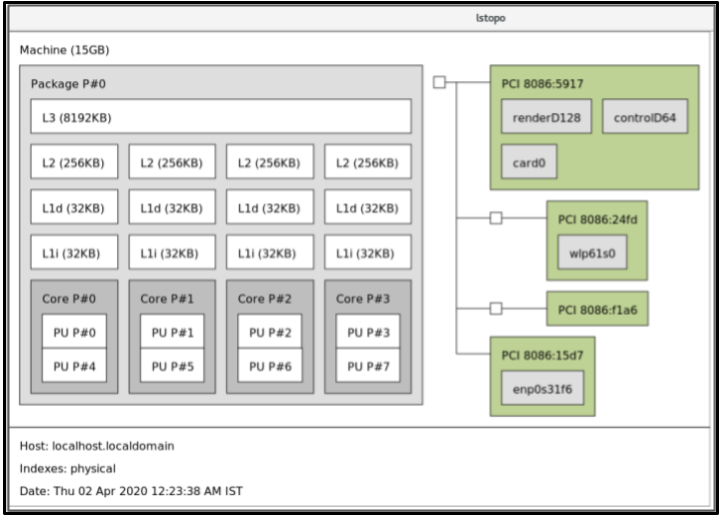 lstopo
Machine (15GB)
Package P#0
L3 (8192KB)
L2 (256KB) L2 (256KB) L2 (256KB) L2 (256KB)
L1d (32KB) L1d (32KB) L1d (32KB) L1d (32KB)
L1i (32KB) L1i (32KB) L1i (32KB) L1i (32KB)
Core P#0 Core P#1 Core P#2 Core P#3
PU P#0 PU P#1 PU P#2 PU P#3
PU P#4 PU P#5 PU P#6 PU P#7
PCI 8086:5917
renderD128 controlD64
card0
PCI 8086:24fd
wlp61s0
PCI 8086:f1a6
PCI 8086:15d7
enp0s31f6
Host: localhost.localdomain
Indexes: physical
Date: Thu 02 Apr 2020 12:23:38 AM IST